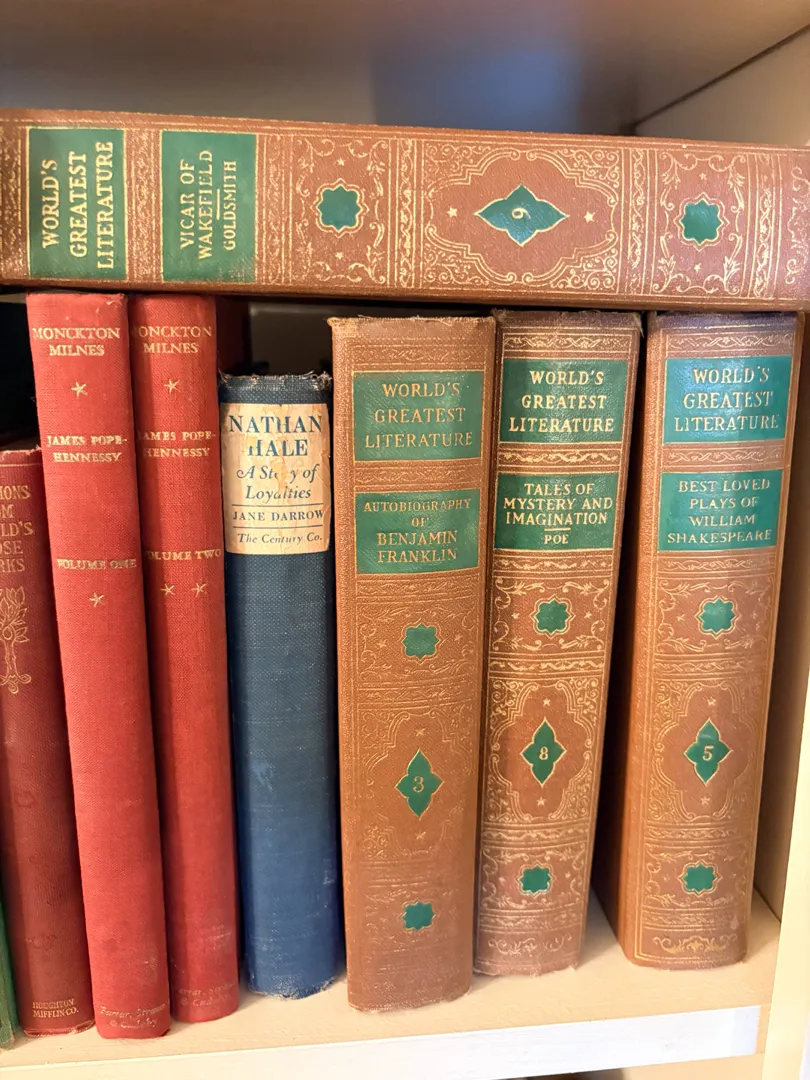 WORLD'S
GREATEST
LITERATURE
VICAR OF
WAKEFIELD
GOLDSMITH
9
HOUGHTON
MIFFLIN CO.
MONCKTON
MILNES
JAMES POPE-
HENNESSY
VOLUME ONE
Farrar, Straus
& Cudahy
MONCKTON
MILNES
JAMES POPE-
HENNESSY
VOLUME TWO
NATHAN
HALE
A Story of
Loyalties
JANE DARROW
The Century Co.
WORLD'S
GREATEST
LITERATURE
AUTOBIOGRAPHY
OF
BENJAMIN
FRANKLIN
3
WORLD'S
GREATEST
LITERATURE
TALES OF
MYSTERY AND
IMAGINATION
POE
8
WORLD'S
GREATEST
LITERATURE
BEST LOVED
PLAYS OF
WILLIAM
SHAKESPEARE
5